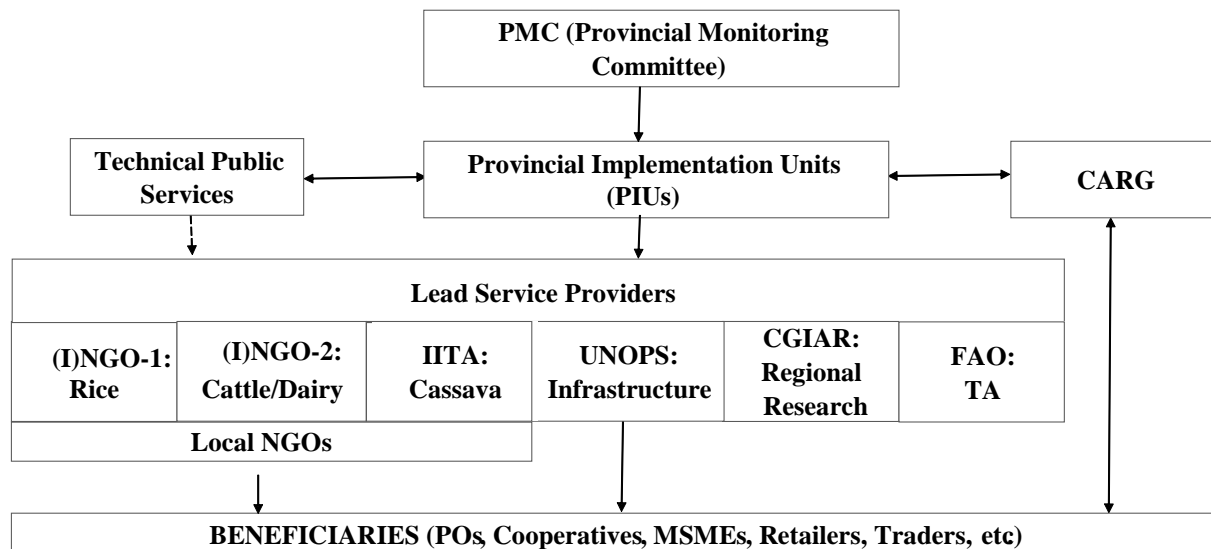 PMC (Provincial Monitoring
Committee)
Technical Public
Services
Provincial Implementation Units
(PIUs)
CARG
Lead Service Providers
(I)NGO-1:
Rice
(I)NGO-2:
Cattle/Dairy
IITA:
Cassava
UNOPS:
Infrastructure
CGIAR:
Regional
Research
FAO:
TA
Local NGOs
BENEFICIARIES (POs, Cooperatives, MSMEs, Retailers, Traders, etc)